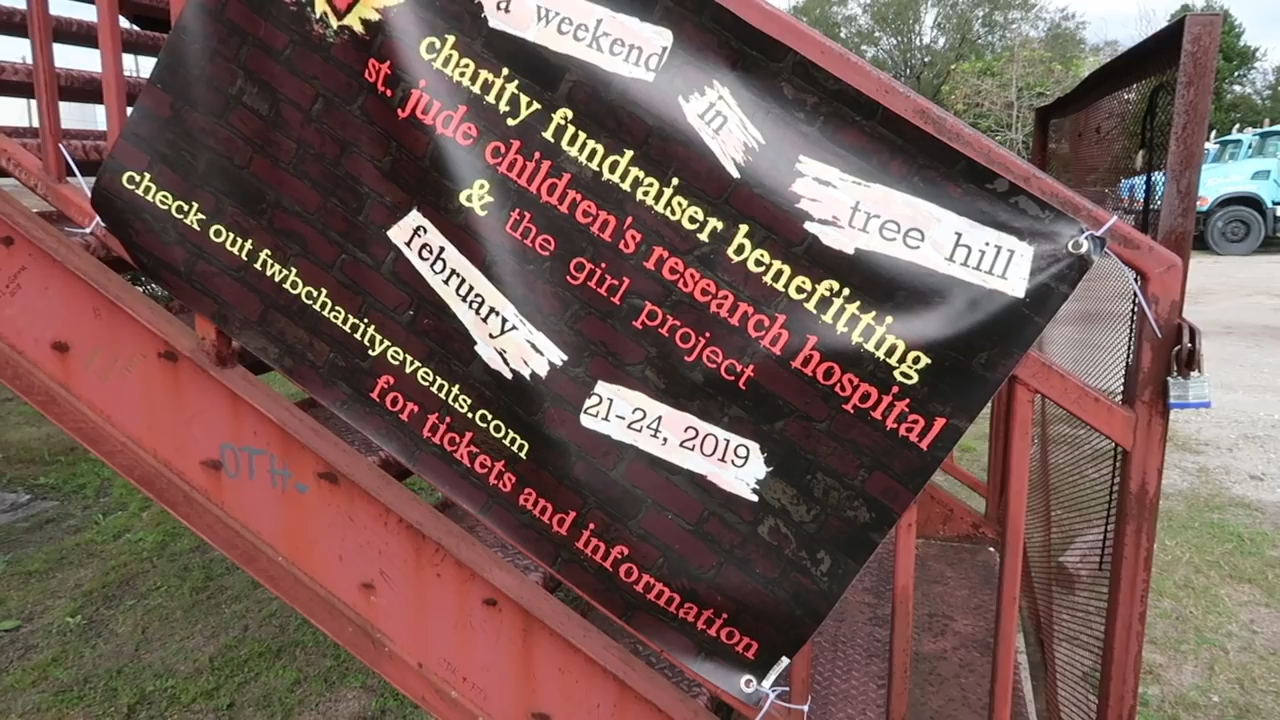 a weekend
in
tree hill
charity fundraiser benefitting
st. jude children's research hospital
& the girl project
february
21-24, 2019
check out fwbcharityevents.com
for tickets and information
OTH